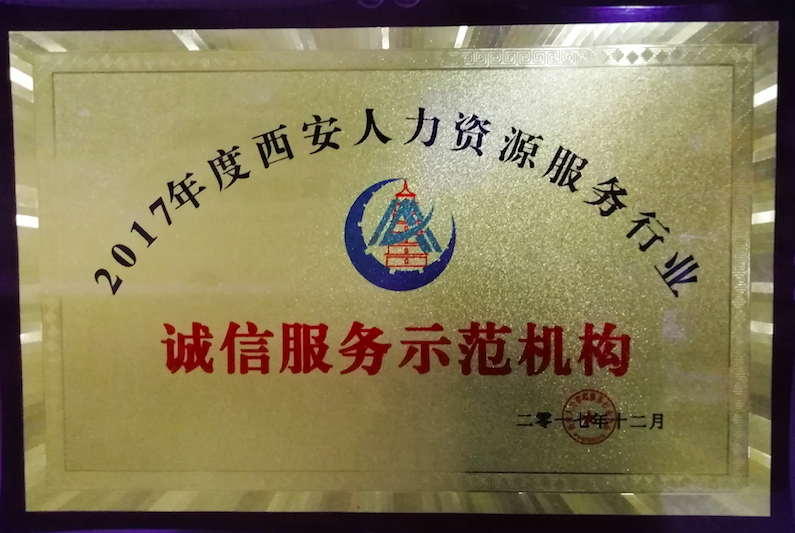 2017年度西安人力资源服务行业
诚信服务示范机构
二零一七年十二月